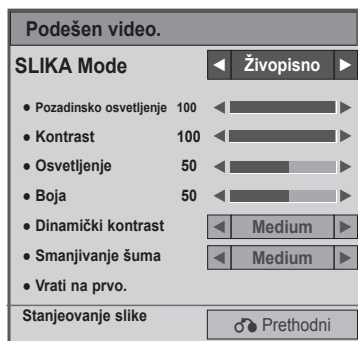 Podešen video.
SLIKA Mode ◄ Živopisno ►
• Pozadinsko osvetljenje 100
• Kontrast 100
• Osvetljenje 50
• Boja 50
• Dinamički kontrast ◄ Medium ►
• Smanjivanje šuma ◄ Medium ►
• Vrati na prvo.
Stanjeovanje slike
Prethodni